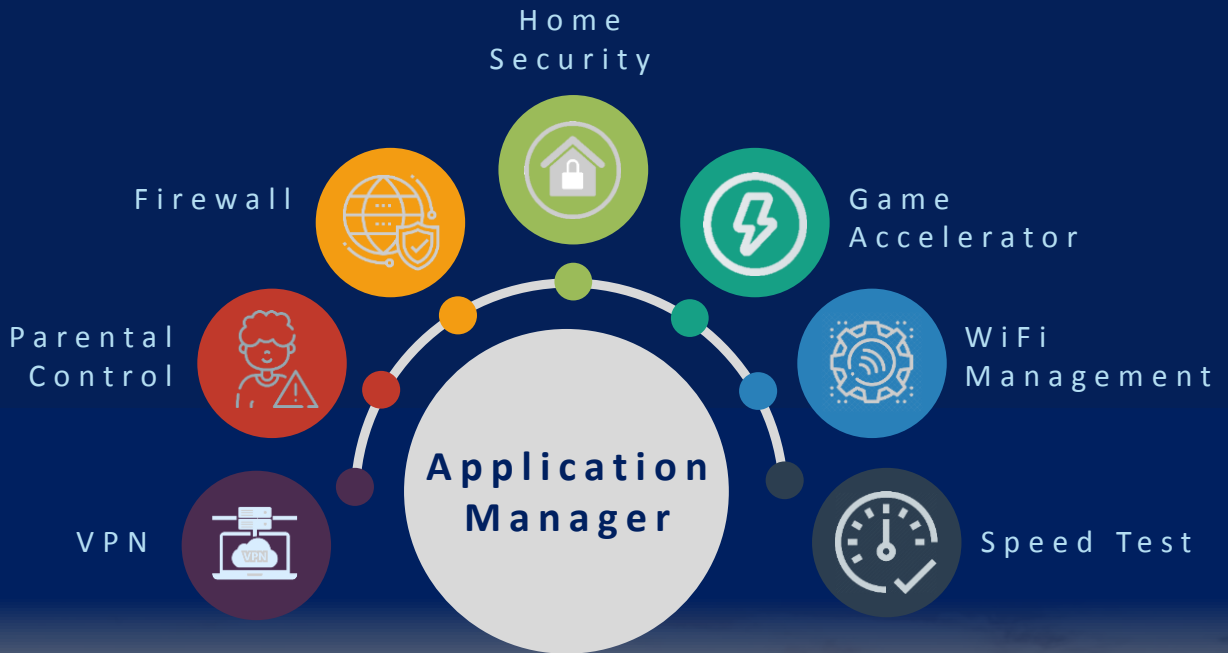 Home
Security
Firewall
Game
Accelerator
Parental
Control
WiFi
Management
Application
Manager
VPN
VPN
Speed Test